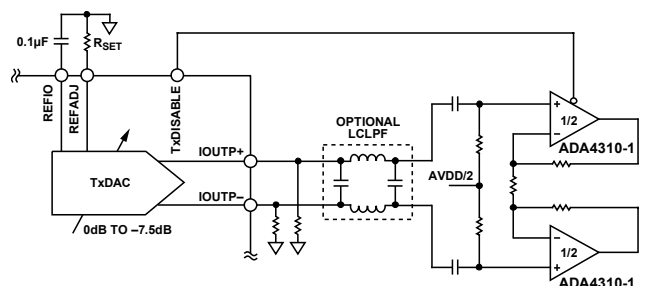 0.1µF
RSET
REFIO
REFADJ
TxDISABLE
IOUTP+
OPTIONAL
LCLPF
1/2
ADA4310-1
TxDAC
AVDD/2
IOUTP–
0dB TO –7.5dB
1/2
ADA4310-1